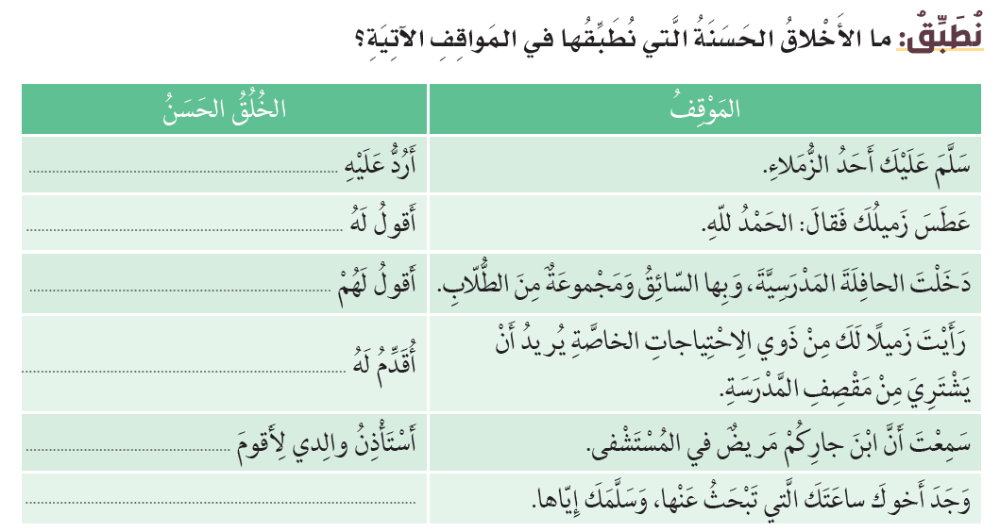 نُطَبِّقُ: ما الأَخْلاقُ الحَسَنَةُ الَّتي نُطَبِّقُها في المَواقِفِ الآتِيَةِ؟
المَوْقِفُ الخُلُقُ الحَسَنُ
سَلَّمَ عَلَيْكَ أَحَدُ الزُّمَلاءِ. أَرُدُّ عَلَيْهِ ........................
عَطَسَ زَميلُكَ فَقالَ: الحَمْدُ للّهِ. أَقولُ لَهُ ........................
دَخَلْتَ الحافِلَةَ المَدْرَسِيَّةَ، وَبِها السّائِقُ وَمَجْموعَةٌ مِنَ الطُّلّابِ. أَقولُ لَهُمْ ........................
رَأَيْتَ زَميلًا لَكَ مِنْ ذَوي الِاحْتِياجاتِ الخاصَّةِ يُريدُ أَنْ
يَشْتَرِيَ مِنْ مَقْصِفِ المَّدْرَسَةِ. أُقَدِّمُ لَهُ ........................
سَمِعْتَ أَنَّ ابْنَ جارِكُمْ مَريضٌ في المُسْتَشْفى. أَسْتَأْذِنُ والِدي لِأَقومَ ........................
وَجَدَ أَخوكَ ساعَتَكَ الَّتي تَبْحَثُ عَنْها، وَسَلَّمَكَ إِيّاها. ........................